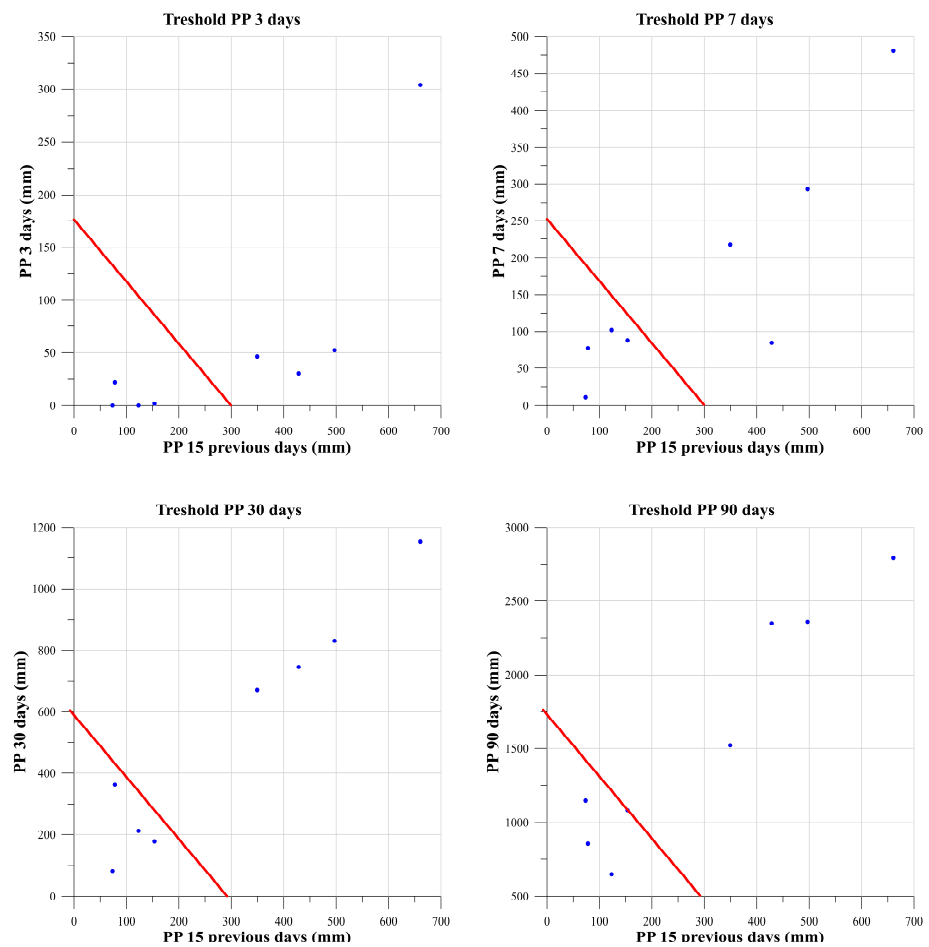 Treshold PP 3 days
350
300
250
200
150
100
50
0
PP 3 days (mm)
0 100 200 300 400 500 600 700
PP 15 previous days (mm)
Treshold PP 7 days
500
450
400
350
300
250
200
150
100
50
0
PP 7 days (mm)
0 100 200 300 400 500 600 700
PP 15 previous days (mm)
Treshold PP 30 days
1200
1000
800
600
400
200
0
PP 30 days (mm)
0 100 200 300 400 500 600 700
PP 15 previous days (mm)
Treshold PP 90 days
3000
2500
2000
1500
1000
500
PP 90 days (mm)
0 100 200 300 400 500 600 700
PP 15 previous days (mm)